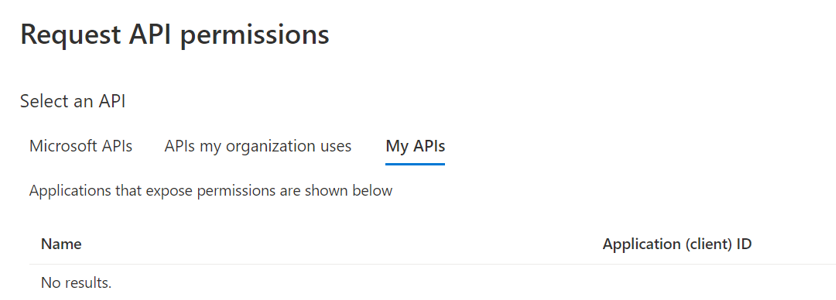 Request API permissions
Select an API
Microsoft APIs APIs my organization uses My APIs
Applications that expose permissions are shown below
Name Application (client) ID
No results.